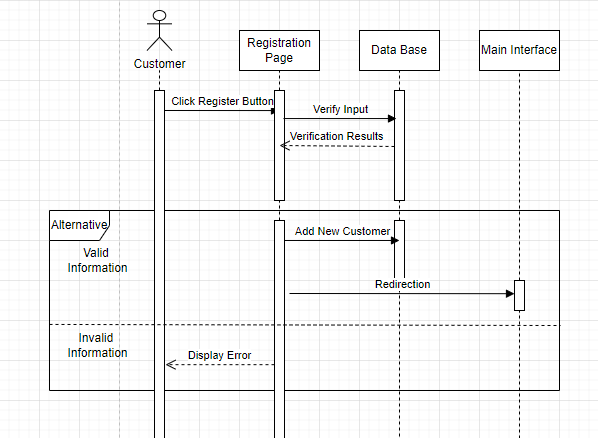 Customer
Registration
Page
Data Base
Main Interface
Click Register Button
Verify Input
Verification Results
Alternative
Valid
Information
Add New Customer
Redirection
Invalid
Information
Display Error